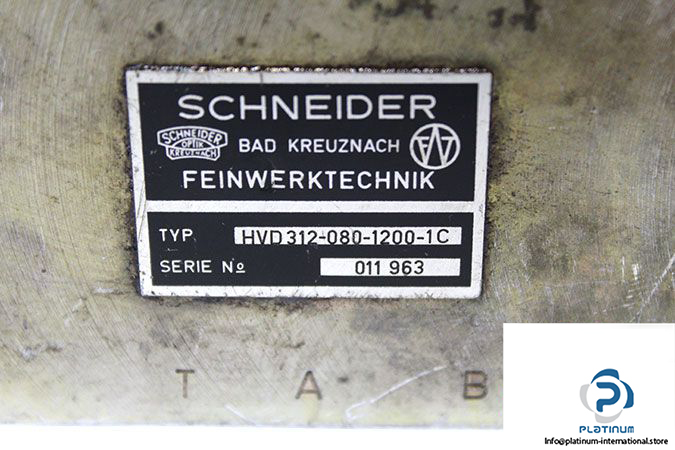 SCHNEIDER
SCHNEIDER
OPTIK
KREUZNACH
BAD KREUZNACH
FWT
FEINWERKTECHNIK
TYP HVD 312-080-1200-1C
SERIE No 011 963
T A B
PLATINUM
Info@platinum-international.store